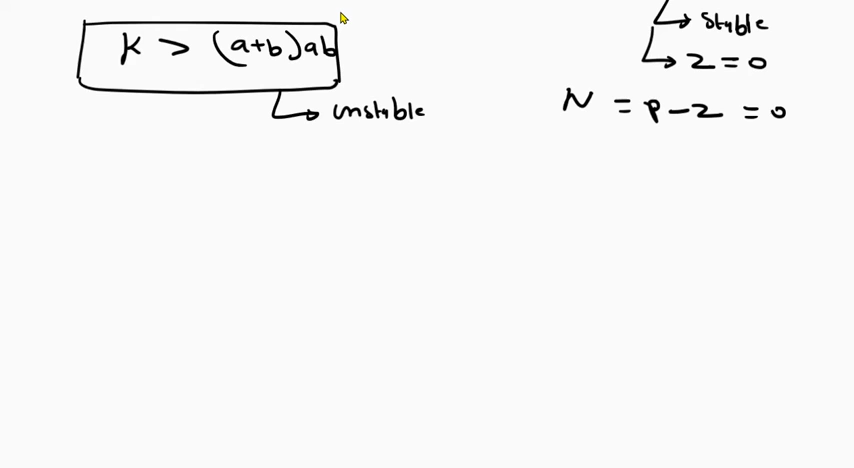 K > (a+b)ab
↳ unstable
↳ stable
↳ Z = 0
N = P - Z = 0